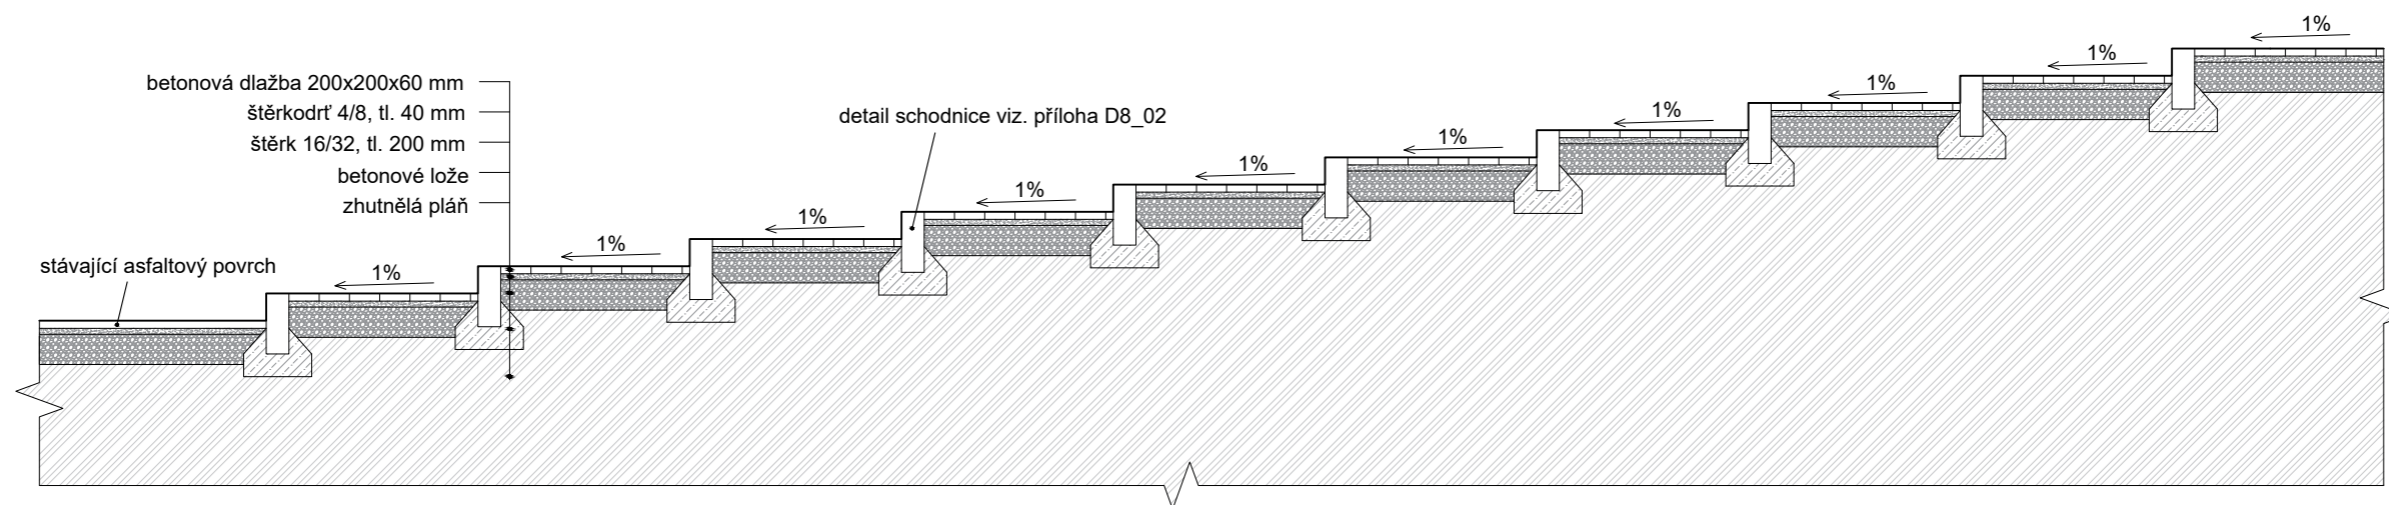 betonová dlažba 200x200x60 mm
štěrkodrť 4/8, tl. 40 mm
štěrk 16/32, tl. 200 mm
betonové lože
zhutnělá pláň
stávající asfaltový povrch
detail schodnice viz. příloha D8_02
1%
1%
1%
1%
1%
1%
1%
1%
1%
1%